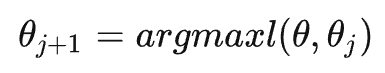 θ_{j+1} = argmaxl(θ, θ_j)